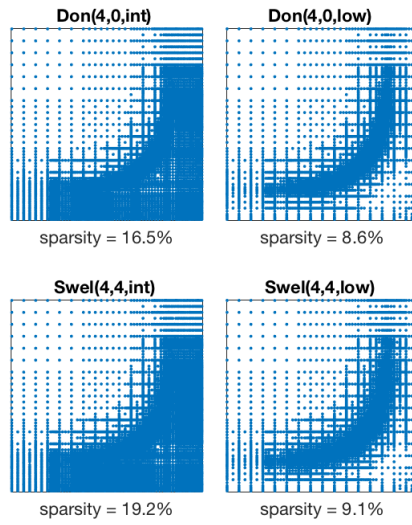 Don(4,0,int)
Don(4,0,low)
sparsity = 16.5%
sparsity = 8.6%
Swel(4,4,int)
Swel(4,4,low)
sparsity = 19.2%
sparsity = 9.1%